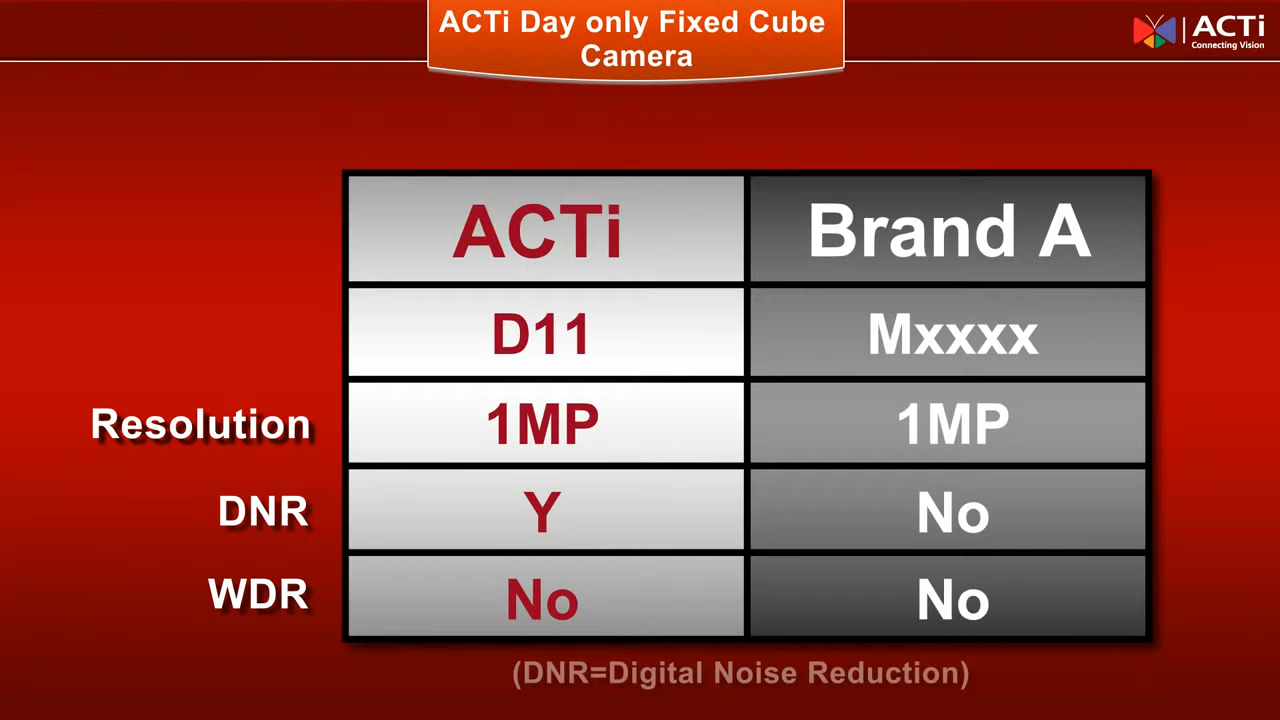 ACTi Day only Fixed Cube
Camera
ACTi
Connecting Vision
ACTi Brand A
D11 Mxxxx
Resolution 1MP 1MP
DNR Y No
WDR No No
(DNR=Digital Noise Reduction)